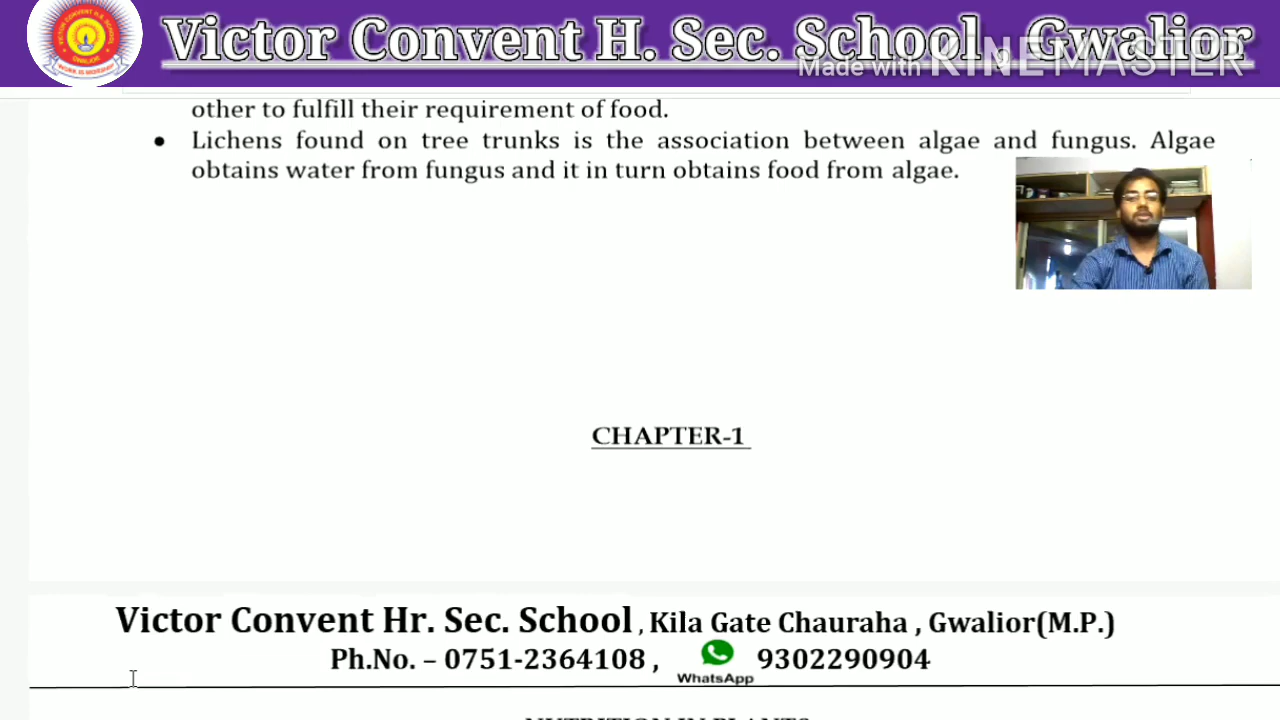 Victor Convent H. Sec. School, Gwalior
Made with KINEMASTER
other to fulfill their requirement of food.
• Lichens found on tree trunks is the association between algae and fungus. Algae
obtains water from fungus and it in turn obtains food from algae.
CHAPTER-1
Victor Convent Hr. Sec. School , Kila Gate Chauraha , Gwalior(M.P.)
Ph.No. – 0751-2364108 , 9302290904
WhatsApp
NUTRITION IN PLANTS